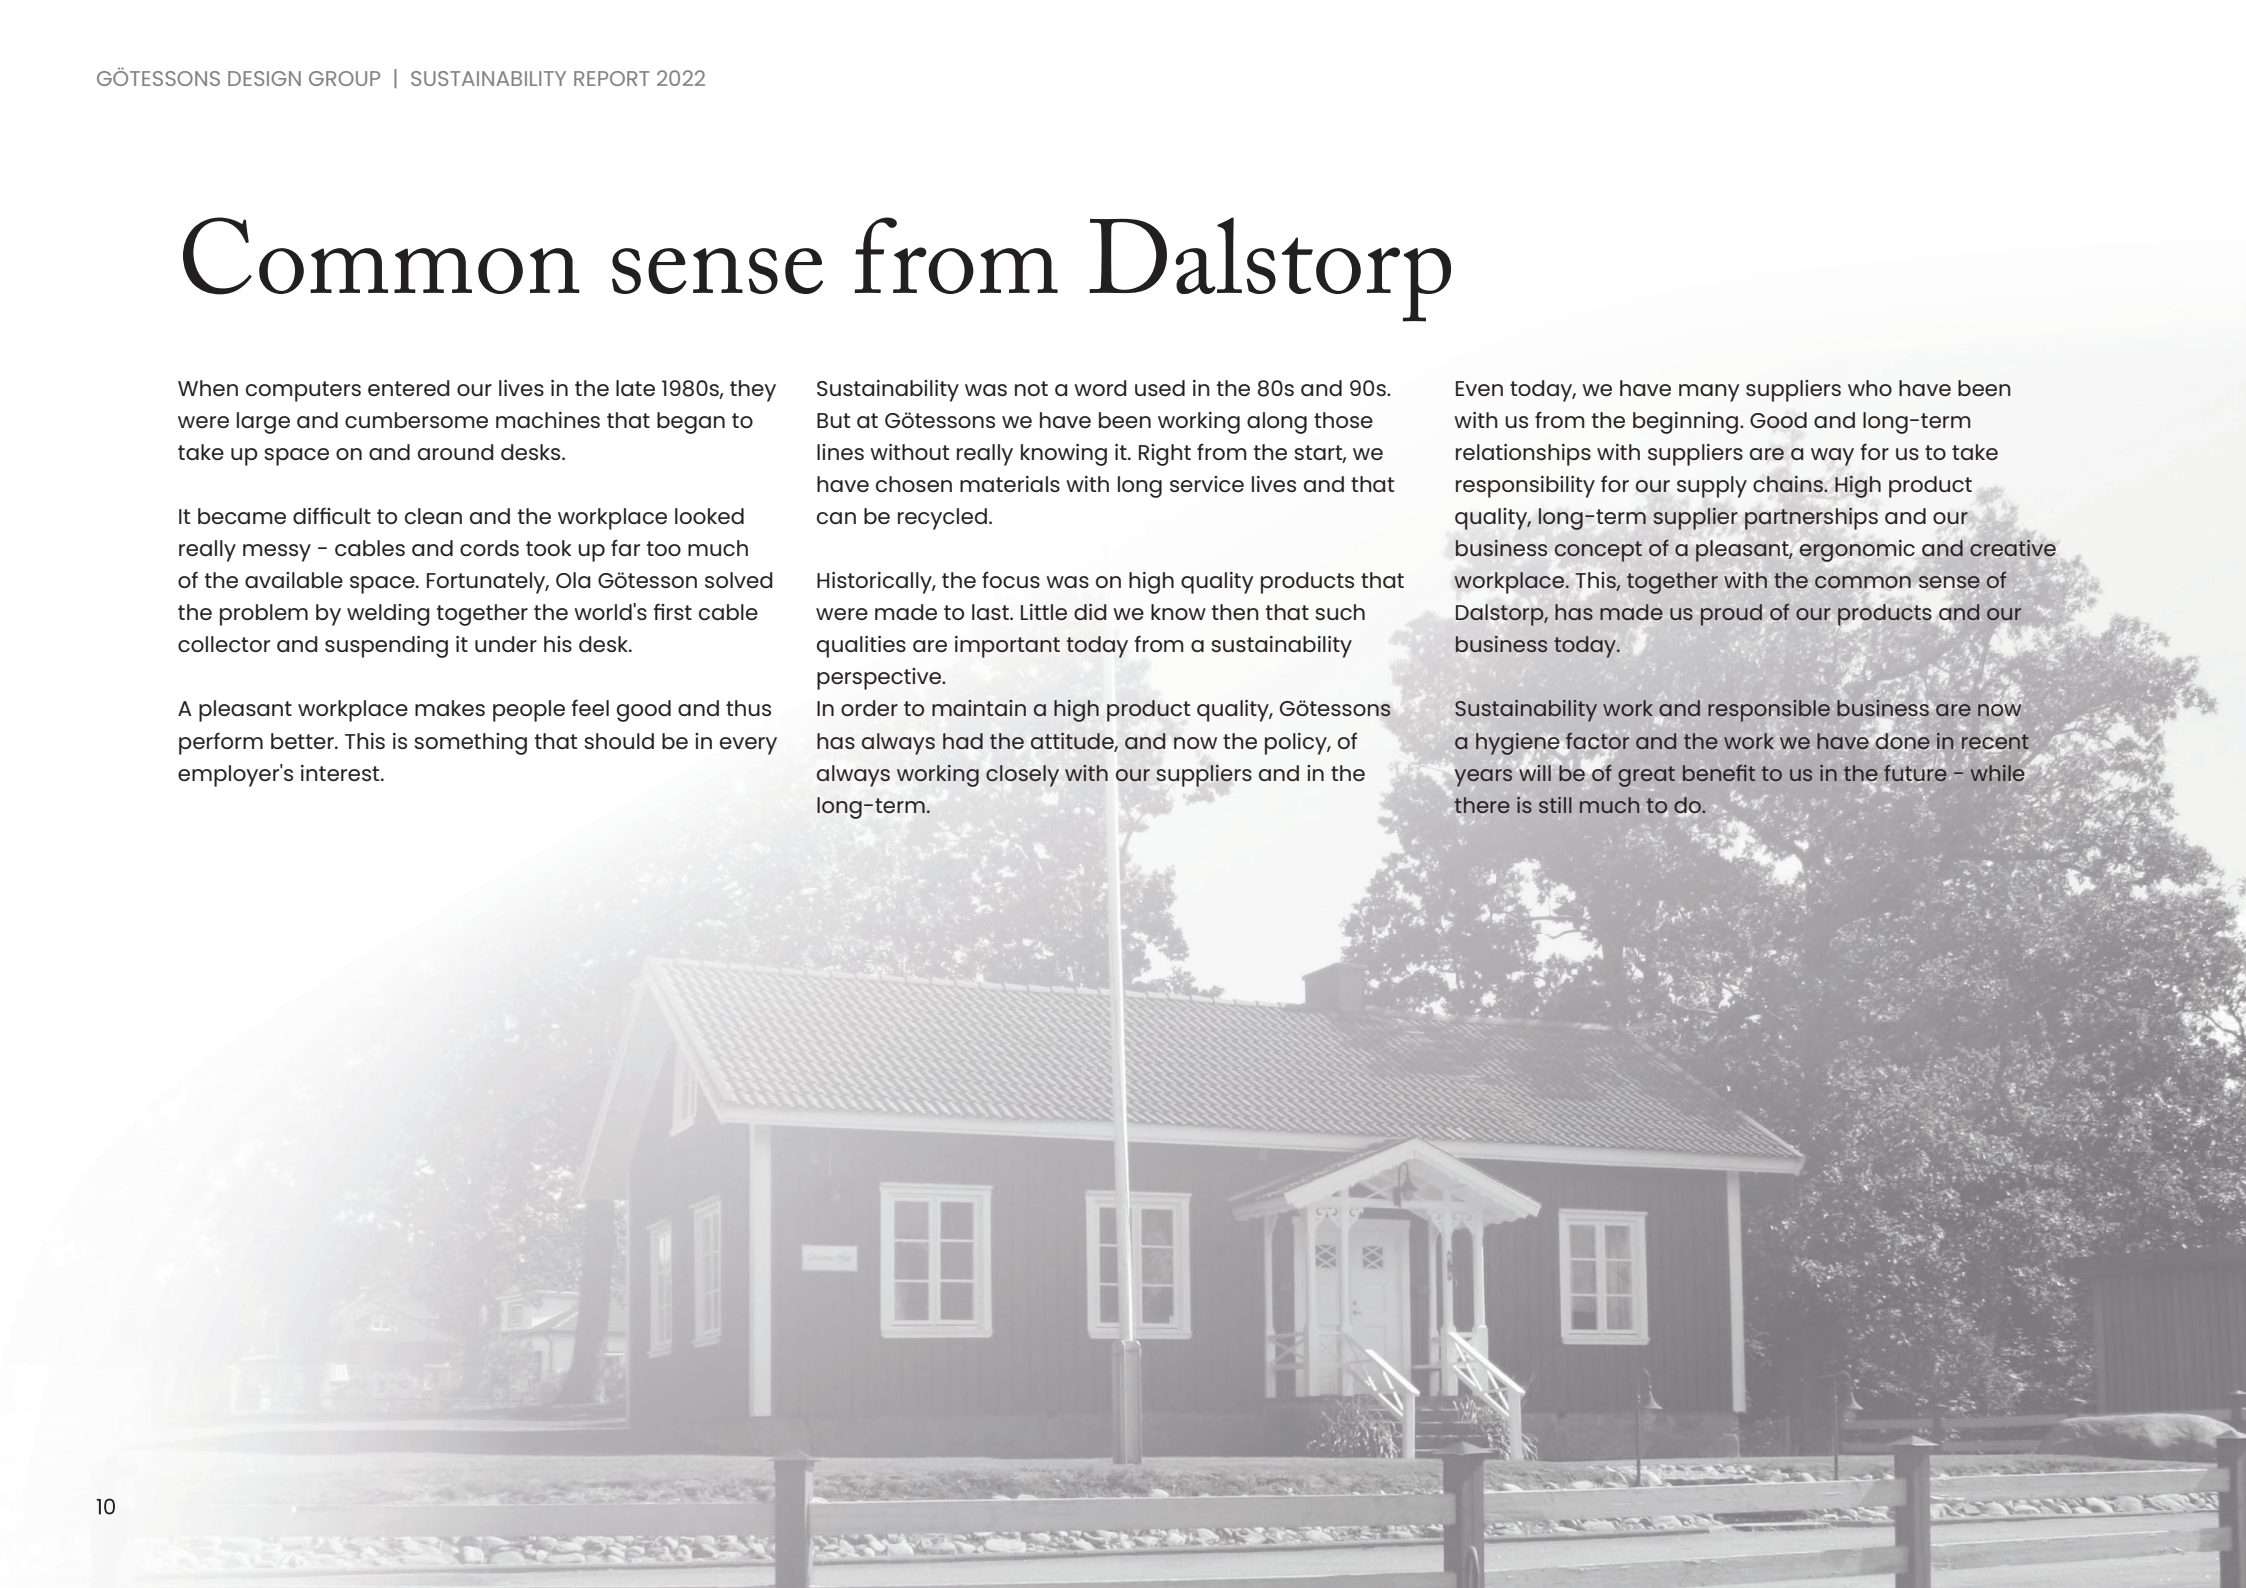 GÖTESSONS DESIGN GROUP | SUSTAINABILITY REPORT 2022
Common sense from Dalstorp
When computers entered our lives in the late 1980s, they
were large and cumbersome machines that began to
take up space on and around desks.
It became difficult to clean and the workplace looked
really messy - cables and cords took up far too much
of the available space. Fortunately, Ola Götesson solved
the problem by welding together the world's first cable
collector and suspending it under his desk.
A pleasant workplace makes people feel good and thus
perform better. This is something that should be in every
employer's interest.
Sustainability was not a word used in the 80s and 90s.
But at Götessons we have been working along those
lines without really knowing it. Right from the start, we
have chosen materials with long service lives and that
can be recycled.
Historically, the focus was on high quality products that
were made to last. Little did we know then that such
qualities are important today from a sustainability
perspective.
In order to maintain a high product quality, Götessons
has always had the attitude, and now the policy, of
always working closely with our suppliers and in the
long-term.
Even today, we have many suppliers who have been
with us from the beginning. Good and long-term
relationships with suppliers are a way for us to take
responsibility for our supply chains. High product
quality, long-term supplier partnerships and our
business concept of a pleasant, ergonomic and creative
workplace. This, together with the common sense of
Dalstorp, has made us proud of our products and our
business today.
Sustainability work and responsible business are now
a hygiene factor and the work we have done in recent
years will be of great benefit to us in the future - while
there is still much to do.
10